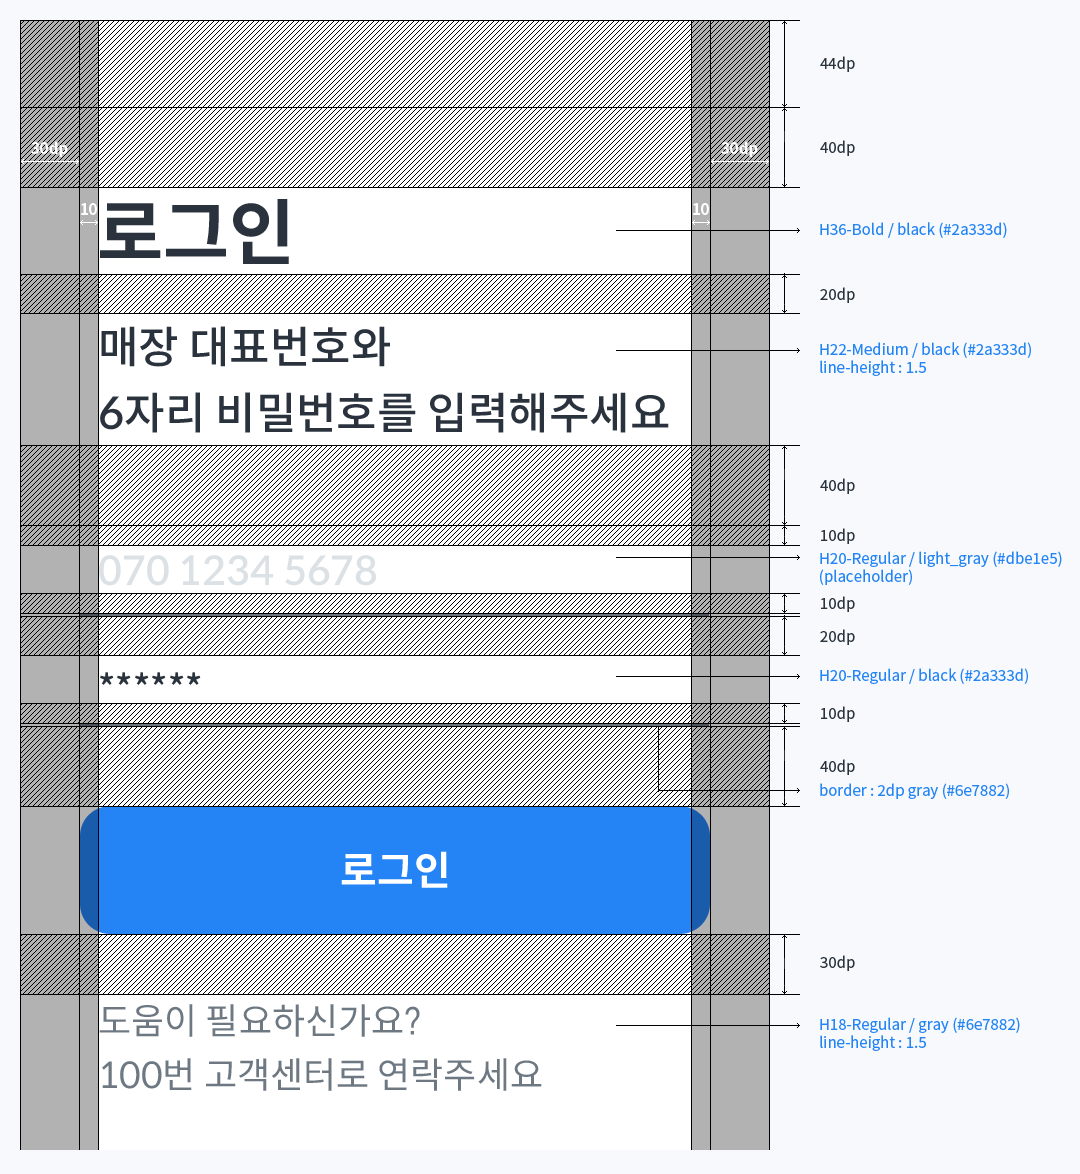 44dp
40dp
30dp
30dp
10
10
로그인
H36-Bold / black (#2a333d)
20dp
매장 대표번호와
6자리 비밀번호를 입력해주세요
H22-Medium / black (#2a333d)
line-height : 1.5
40dp
10dp
070 1234 5678
H20-Regular / light_gray (#dbe1e5)
(placeholder)
10dp
20dp
******
H20-Regular / black (#2a333d)
10dp
40dp
border : 2dp gray (#6e7882)
로그인
30dp
도움이 필요하신가요?
100번 고객센터로 연락주세요
H18-Regular / gray (#6e7882)
line-height : 1.5